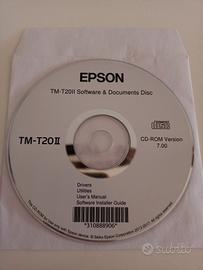 EPSON
TM-T20II Software & Documents Disc
TM-T20II
CD-ROM Version
7.00
Drivers
Utilities
User's Manual
Software Installer Guide
*310888906*
subito